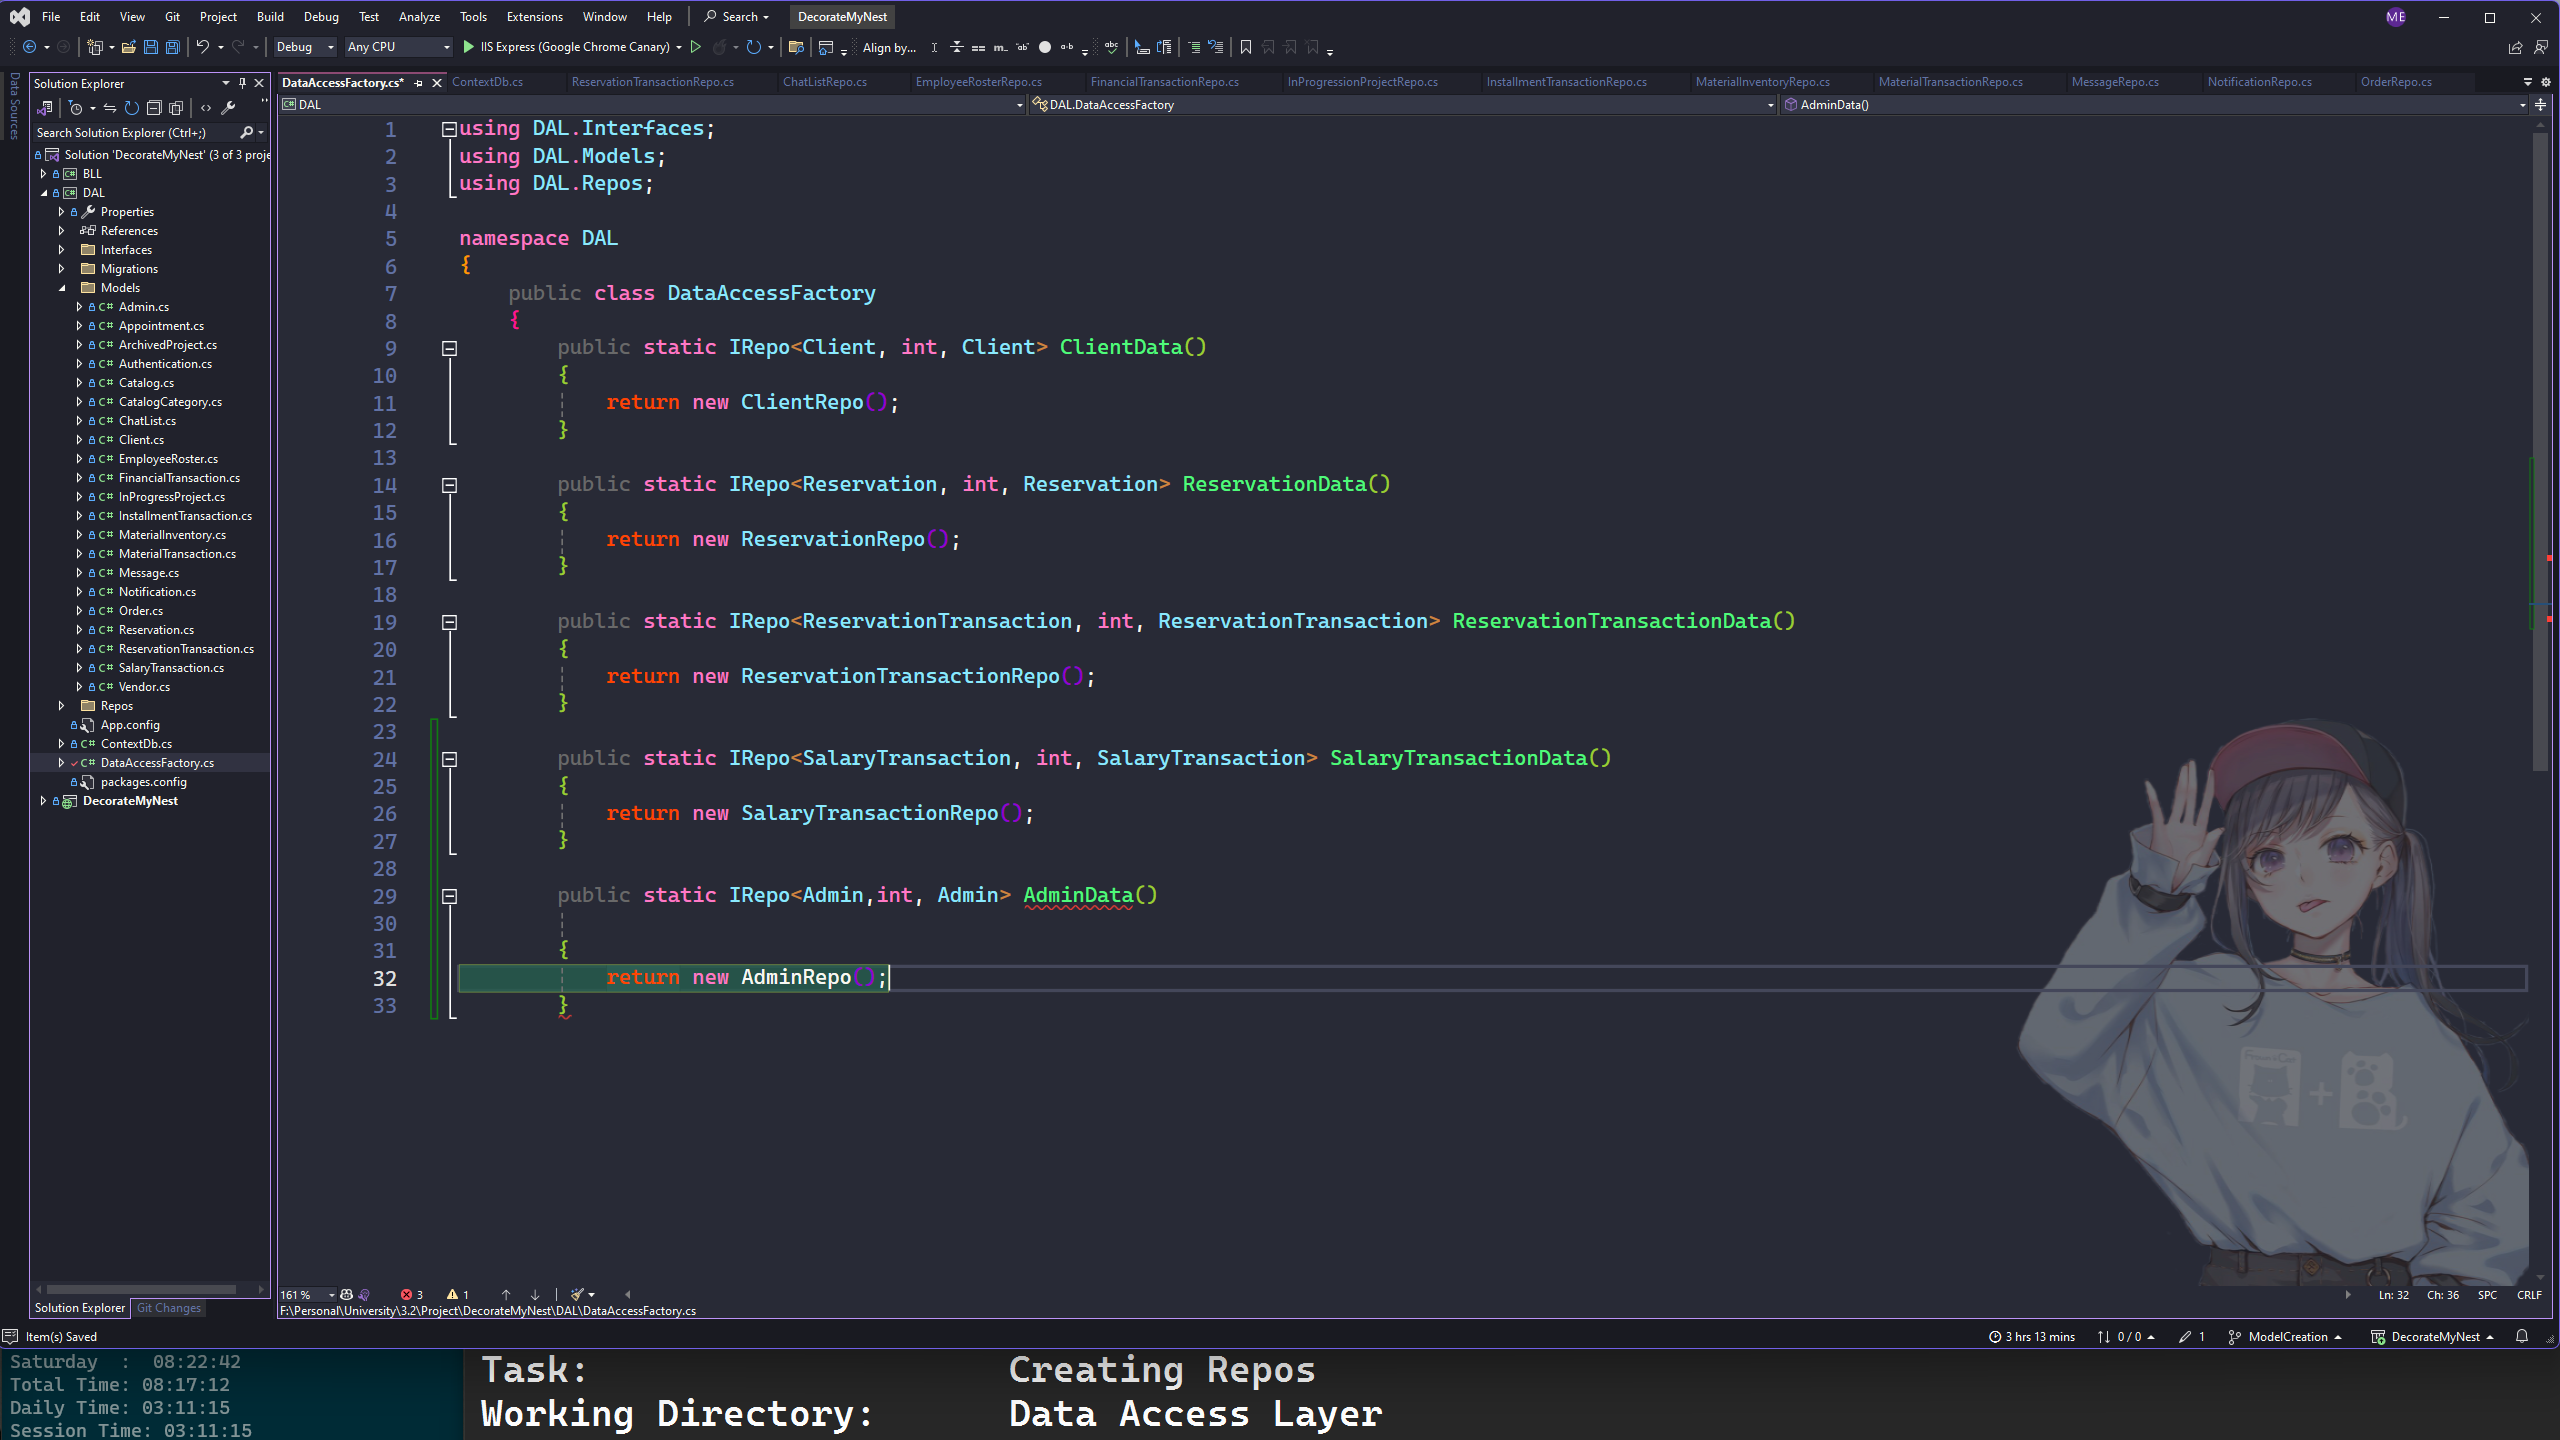 File Edit View Git Project Build Debug Test Analyze Tools Extensions Window Help Search DecorateMyNest ME
Debug Any CPU IIS Express (Google Chrome Canary) Align by...
Data Sources
Solution Explorer
Search Solution Explorer (Ctrl+;)
Solution 'DecorateMyNest' (3 of 3 proje
BLL
DAL
Properties
References
Interfaces
Migrations
Models
C# Admin.cs
C# Appointment.cs
C# ArchivedProject.cs
C# Authentication.cs
C# Catalog.cs
C# CatalogCategory.cs
C# ChatList.cs
C# Client.cs
C# EmployeeRoster.cs
C# FinancialTransaction.cs
C# InProgressProject.cs
C# InstallmentTransaction.cs
C# MaterialInventory.cs
C# MaterialTransaction.cs
C# Message.cs
C# Notification.cs
C# Order.cs
C# Reservation.cs
C# ReservationTransaction.cs
C# SalaryTransaction.cs
C# Vendor.cs
Repos
App.config
C# ContextDb.cs
C# DataAccessFactory.cs
packages.config
DecorateMyNest
Solution Explorer Git Changes
DataAccessFactory.cs* ContextDb.cs ReservationTransactionRepo.cs ChatListRepo.cs EmployeeRosterRepo.cs FinancialTransactionRepo.cs InProgressionProjectRepo.cs InstallmentTransactionRepo.cs MaterialInventoryRepo.cs MaterialTransactionRepo.cs MessageRepo.cs NotificationRepo.cs OrderRepo.cs
DAL DAL.DataAccessFactory AdminData()
1 using DAL.Interfaces;
2 using DAL.Models;
3 using DAL.Repos;
4
5 namespace DAL
6 {
7 public class DataAccessFactory
8 {
9 public static IRepo<Client, int, Client> ClientData()
10 {
11 return new ClientRepo();
12 }
13
14 public static IRepo<Reservation, int, Reservation> ReservationData()
15 {
16 return new ReservationRepo();
17 }
18
19 public static IRepo<ReservationTransaction, int, ReservationTransaction> ReservationTransactionData()
20 {
21 return new ReservationTransactionRepo();
22 }
23
24 public static IRepo<SalaryTransaction, int, SalaryTransaction> SalaryTransactionData()
25 {
26 return new SalaryTransactionRepo();
27 }
28
29 public static IRepo<Admin,int, Admin> AdminData()
30
31 {
32 return new AdminRepo();
33 }
161 % 3 1 Ln: 32 Ch: 36 SPC CRLF
F:\Personal\University\3.2\Project\DecorateMyNest\DAL\DataAccessFactory.cs
Item(s) Saved 3 hrs 13 mins 0 / 0 1 ModelCreation DecorateMyNest
Saturday : 08:22:42
Total Time: 08:17:12
Daily Time: 03:11:15
Session Time: 03:11:15
Task: Creating Repos
Working Directory: Data Access Layer